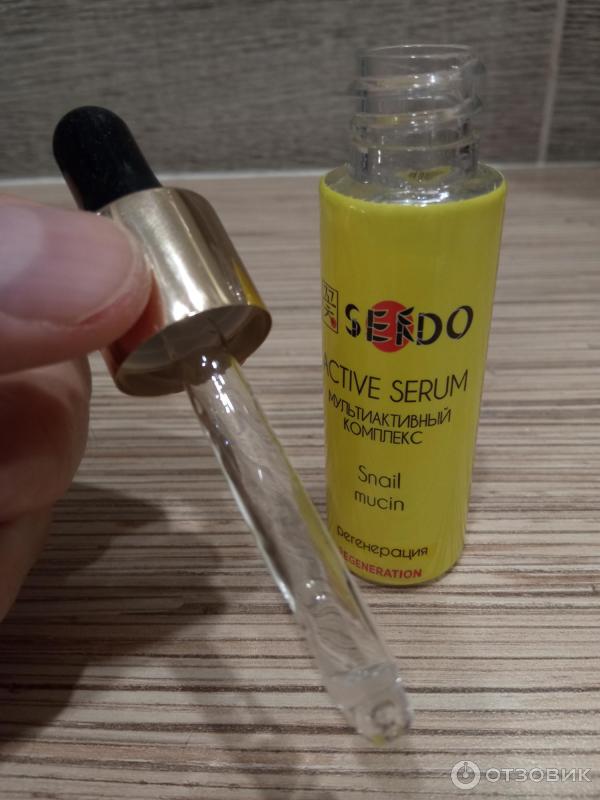 SENDO
ACTIVE SERUM
МУЛЬТИАКТИВНЫЙ
КОМПЛЕКС
Snail
mucin
регенерация
REGENERATION
ОТЗОВИК